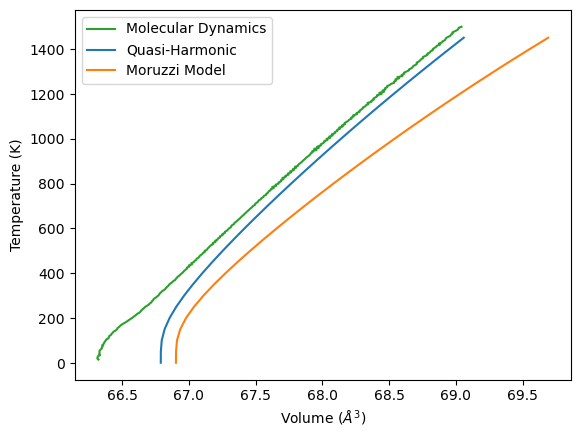 Molecular Dynamics
Quasi-Harmonic
Moruzzi Model
Temperature (K)
1400
1200
1000
800
600
400
200
0
66.5 67.0 67.5 68.0 68.5 69.0 69.5
Volume (Å³)